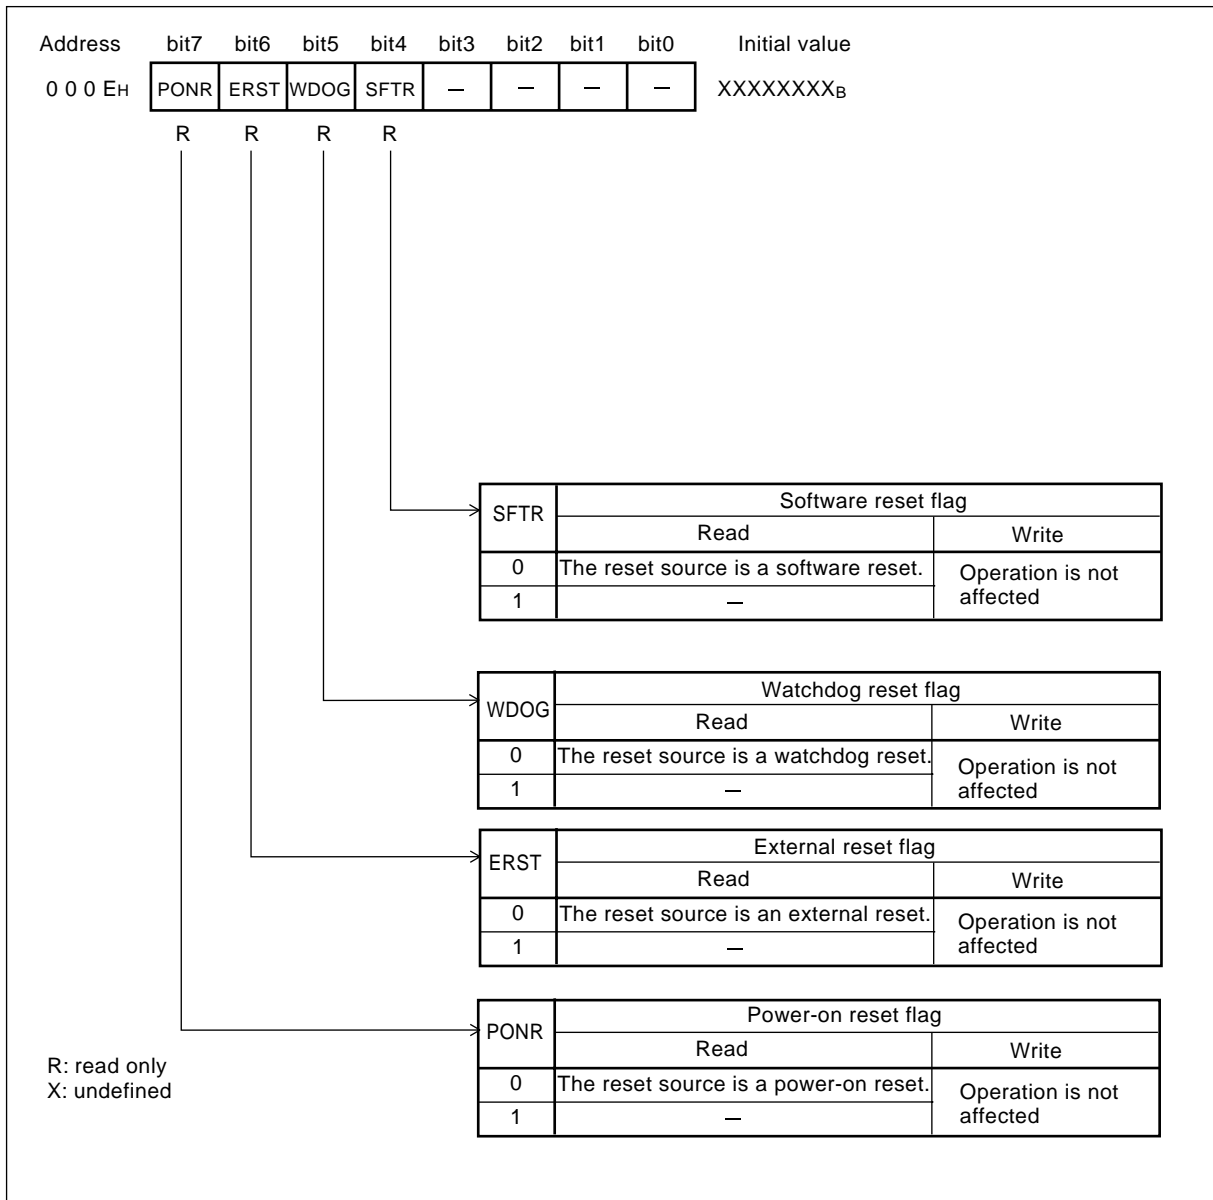 Address bit7 bit6 bit5 bit4 bit3 bit2 bit1 bit0 Initial value
0 0 0 EH PONR ERST WDOG SFTR — — — — XXXXXXXXB
R R R R
SFTR Software reset flag
Read Write
0 The reset source is a software reset. Operation is not
affected
1 —
WDOG Watchdog reset flag
Read Write
0 The reset source is a watchdog reset. Operation is not
affected
1 —
ERST External reset flag
Read Write
0 The reset source is an external reset. Operation is not
affected
1 —
PONR Power-on reset flag
Read Write
0 The reset source is a power-on reset. Operation is not
affected
1 —
R: read only
X: undefined